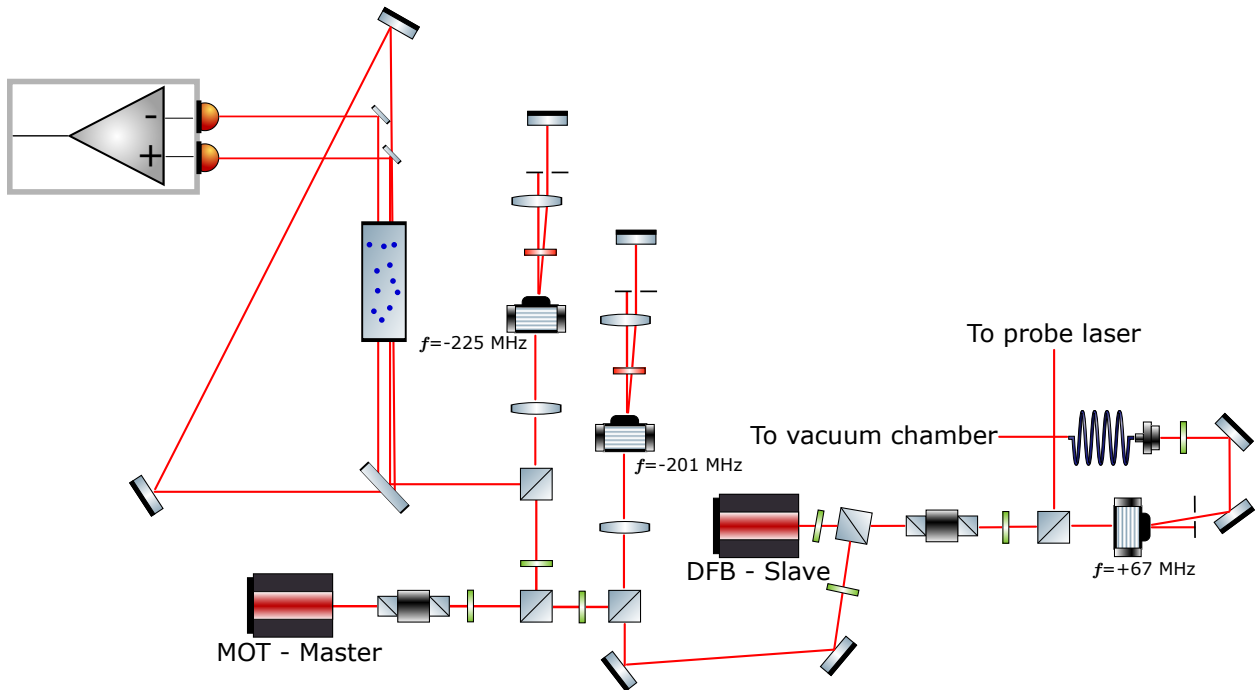 -
+
f=-225 MHz
To probe laser
To vacuum chamber
f=-201 MHz
DFB - Slave
f=+67 MHz
MOT - Master